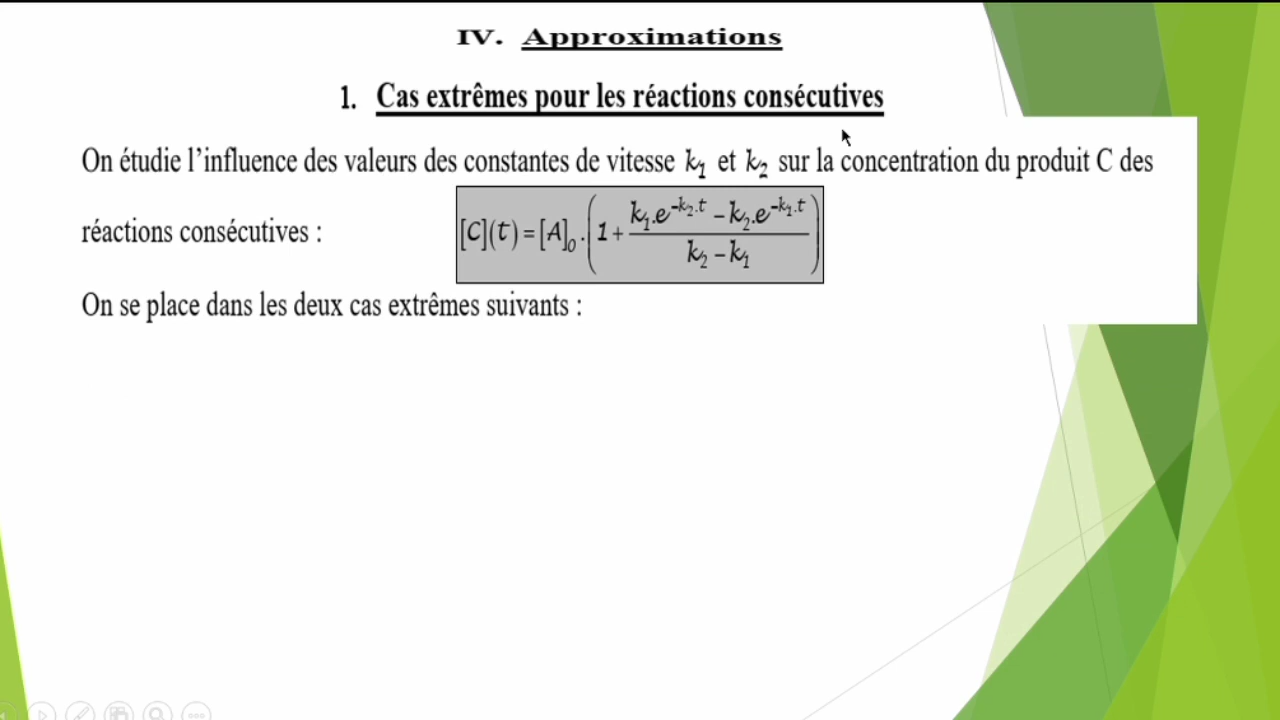 IV. Approximations
1. Cas extrêmes pour les réactions consécutives
On étudie l’influence des valeurs des constantes de vitesse k₁ et k₂ sur la concentration du produit C des
réactions consécutives : [C](t) = [A]₀ . (1 + (k₁.e^(-k₂.t) − k₂.e^(-k₁.t)) / (k₂ − k₁))
On se place dans les deux cas extrêmes suivants :